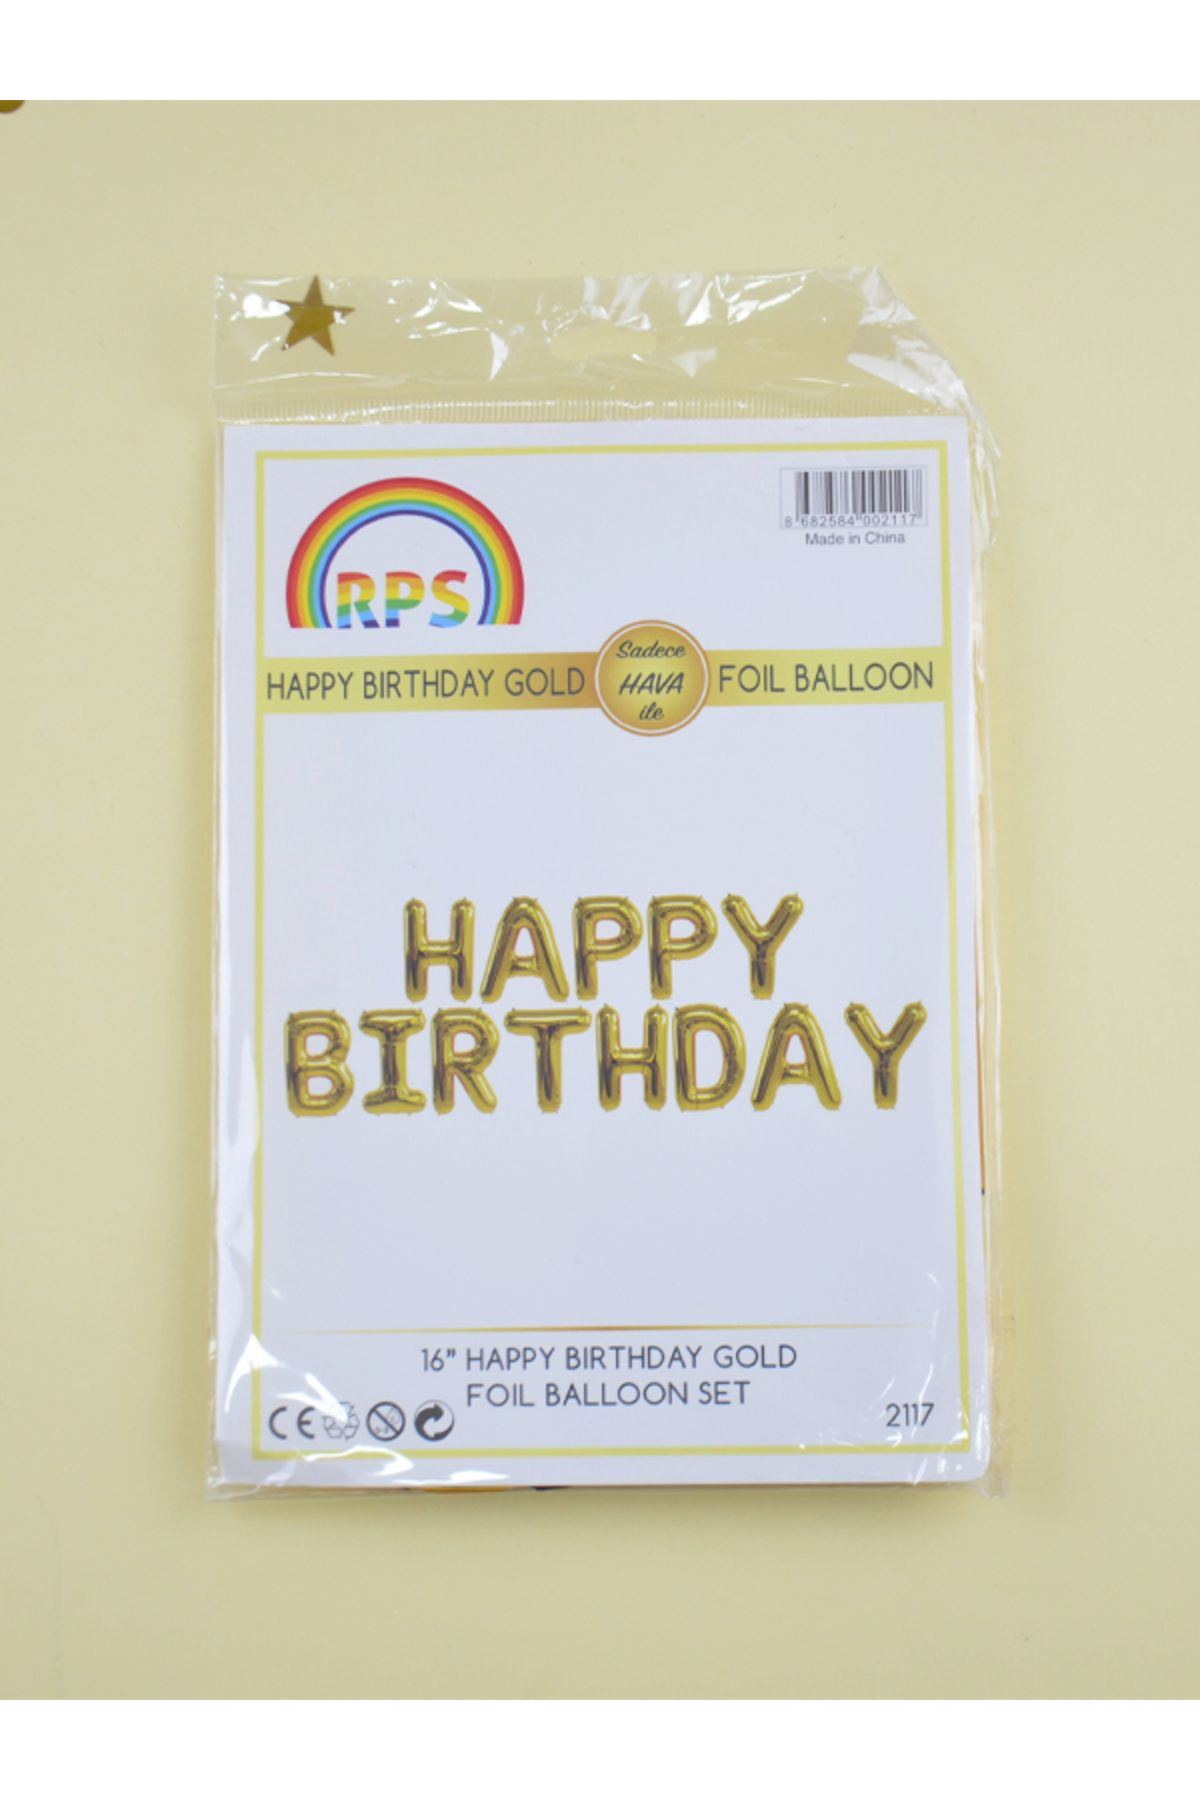 RPS
8 682584 002117
Made in China
HAPPY BIRTHDAY GOLD
Sadece
HAVA
ile
FOIL BALLOON
HAPPY
BIRTHDAY
16” HAPPY BIRTHDAY GOLD
FOIL BALLOON SET
CE
2117